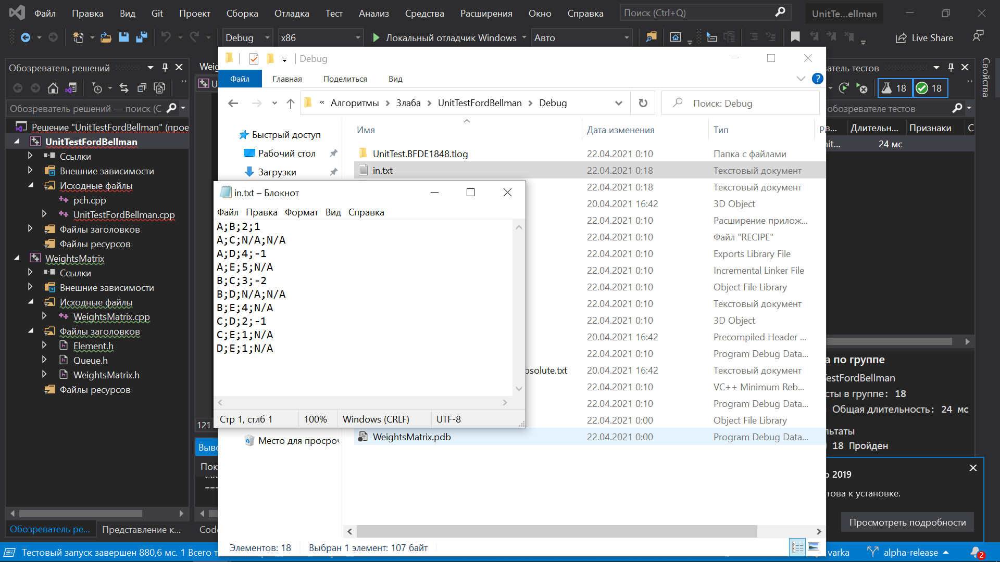 Файл Правка Вид Git Проект Сборка Отладка Тест Анализ Средства Расширения Окно Справка Поиск (Ctrl+Q) UnitTe...ellman
Debug x86 Локальный отладчик Windows Авто Live Share
Обозреватель решений
Обозреватель решений — поиск (C
Решение "UnitTestFordBellman" (прое
UnitTestFordBellman
Ссылки
Внешние зависимости
Исходные файлы
pch.cpp
UnitTestFordBellman.cpp
Файлы заголовков
Файлы ресурсов
WeightsMatrix
Ссылки
Внешние зависимости
Исходные файлы
WeightsMatrix.cpp
Файлы заголовков
Element.h
Queue.h
WeightsMatrix.h
Файлы ресурсов
Обозреватель ре... Представление к...
Weig
U
121
Выво
Пок
===
Code
Debug
Файл Главная Поделиться Вид
« Алгоритмы 3лаба UnitTestFordBellman Debug Поиск: Debug
Быстрый доступ
Рабочий стол
Загрузки
Место для просроч
Имя Дата изменения Тип Ра
UnitTest.BFDE1848.tlog 22.04.2021 0:10 Папка с файлами
in.txt 22.04.2021 0:18 Текстовый документ
22.04.2021 0:18 Текстовый документ
20.04.2021 16:42 3D Object
22.04.2021 0:10 Расширение прилож...
22.04.2021 0:10 Файл "RECIPE"
22.04.2021 0:10 Exports Library File
22.04.2021 0:10 Incremental Linker File
22.04.2021 0:10 Object File Library
22.04.2021 0:10 Текстовый документ
22.04.2021 0:10 3D Object
20.04.2021 16:42 Precompiled Header ...
22.04.2021 0:10 Program Debug Data...
bsolute.txt 20.04.2021 16:42 Текстовый документ
22.04.2021 0:10 VC++ Minimum Reb...
22.04.2021 0:10 Program Debug Data...
22.04.2021 0:00 Object File Library
WeightsMatrix.pdb 22.04.2021 0:00 Program Debug Data...
Элементов: 18 Выбран 1 элемент: 107 байт
in.txt – Блокнот
Файл Правка Формат Вид Справка
A;B;2;1
A;C;N/A;N/A
A;D;4;-1
A;E;5;N/A
B;C;3;-2
B;D;N/A;N/A
B;E;4;N/A
C;D;2;-1
C;E;1;N/A
D;E;1;N/A
Стр 1, стлб 1 100% Windows (CRLF) UTF-8
атель тестов
18 18
обозревателе тестов
з... Длительн... Признаки С
nit... 24 мс
а по группе
TestFordBellman
сты в группе: 18
Общая длительность: 24 мс
льтаты
18 Пройден
2019
това к установке.
Просмотреть подробности
Свойства
Тестовый запуск завершен 880,6 мс. 1 Всего т varka alpha-release 2